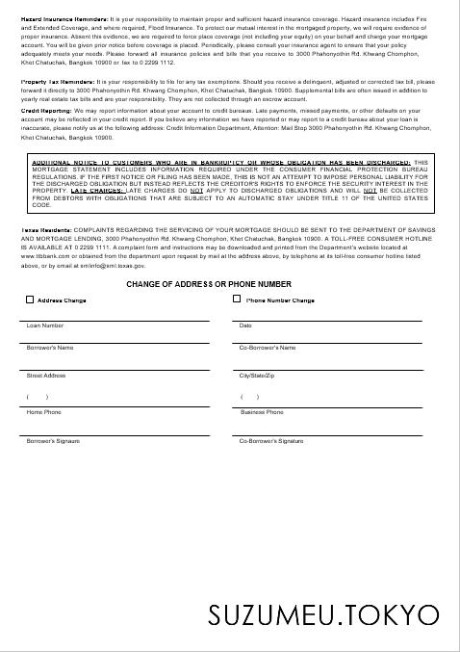 Hazard Insurance Reminders: It is your responsibility to maintain proper and sufficient hazard insurance coverage. Hazard insurance includes Fire
and Extended Coverage, and where required, Flood Insurance. To protect our mutual interest in the mortgaged property, we will require evidence of
proper insurance. Absent this evidence, we are required to force place coverage (not including your equity) on your behalf and charge your mortgage
account. You will be given prior notice before coverage is placed. Periodically, please consult your insurance agent to ensure that your policy
adequately meets your needs. Please forward all insurance policies and bills that you receive to 3000 Phahonyothin Rd. Khwang Chomphon,
Khet Chatuchak, Bangkok 10900 or fax to 0 2299 1112.
Property Tax Reminders: It is your responsibility to file for any tax exemptions. Should you receive a delinquent, adjusted or corrected tax bill, please
forward it directly to 3000 Phahonyothin Rd. Khwang Chomphon, Khet Chatuchak, Bangkok 10900. Supplemental bills are often issued in addition to
yearly real estate tax bills and are your responsibility. They are not collected through an escrow account.
Credit Reporting: We may report information about your account to credit bureaus. Late payments, missed payments, or other defaults on your
account may be reflected in your credit report. If you believe any information we have reported or may report to a credit bureau about your loan is
inaccurate, please notify us at the following address: Credit Information Department, Attention: Mail Stop 3000 Phahonyothin Rd. Khwang Chomphon,
Khet Chatuchak, Bangkok 10900.
ADDITIONAL NOTICE TO CUSTOMERS WHO ARE IN BANKRUPTCY OR WHOSE OBLIGATION HAS BEEN DISCHARGED: THIS
MORTGAGE STATEMENT INCLUDES INFORMATION REQUIRED UNDER THE CONSUMER FINANCIAL PROTECTION BUREAU
REGULATIONS. IF THE FIRST NOTICE OR FILING HAS BEEN MADE, THIS IS NOT AN ATTEMPT TO IMPOSE PERSONAL LIABILITY FOR
THE DISCHARGED OBLIGATION BUT INSTEAD REFLECTS THE CREDITOR'S RIGHTS TO ENFORCE THE SECURITY INTEREST IN THE
PROPERTY. LATE CHARGES: LATE CHARGES DO NOT APPLY TO DISCHARGED OBLIGATIONS AND WILL NOT BE COLLECTED
FROM DEBTORS WITH OBLIGATIONS THAT ARE SUBJECT TO AN AUTOMATIC STAY UNDER TITLE 11 OF THE UNITED STATES
CODE.
Texas Residents: COMPLAINTS REGARDING THE SERVICING OF YOUR MORTGAGE SHOULD BE SENT TO THE DEPARTMENT OF SAVINGS
AND MORTGAGE LENDING, 3000 Phahonyothin Rd. Khwang Chomphon, Khet Chatuchak, Bangkok 10900. A TOLL-FREE CONSUMER HOTLINE
IS AVAILABLE AT 0 2299 1111. A complaint form and instructions may be downloaded and printed from the Department's website located at
www.ttbbank.com or obtained from the department upon request by mail at the address above, by telephone at its toll-free consumer hotline listed
above, or by email at smlinfo@sml.texas.gov.
CHANGE OF ADDRESS OR PHONE NUMBER
Address Change Phone Number Change
Loan Number Date
Borrower's Name Co-Borrower's Name
Street Address City/State/Zip
( ) ( )
Home Phone Business Phone
Borrower's Signaure Co-Borrower's Signature
SUZUMEU.TOKYO